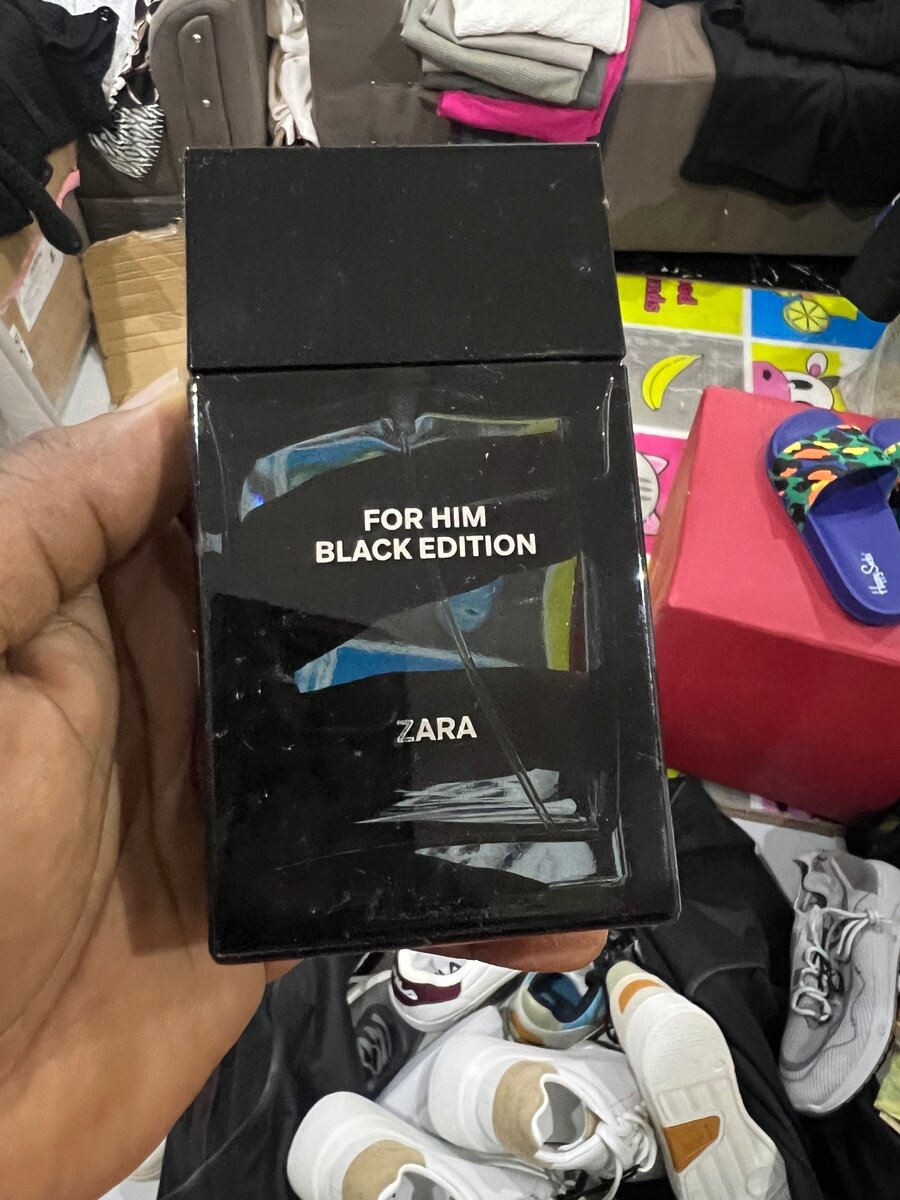 FOR HIM
BLACK EDITION
ZARA